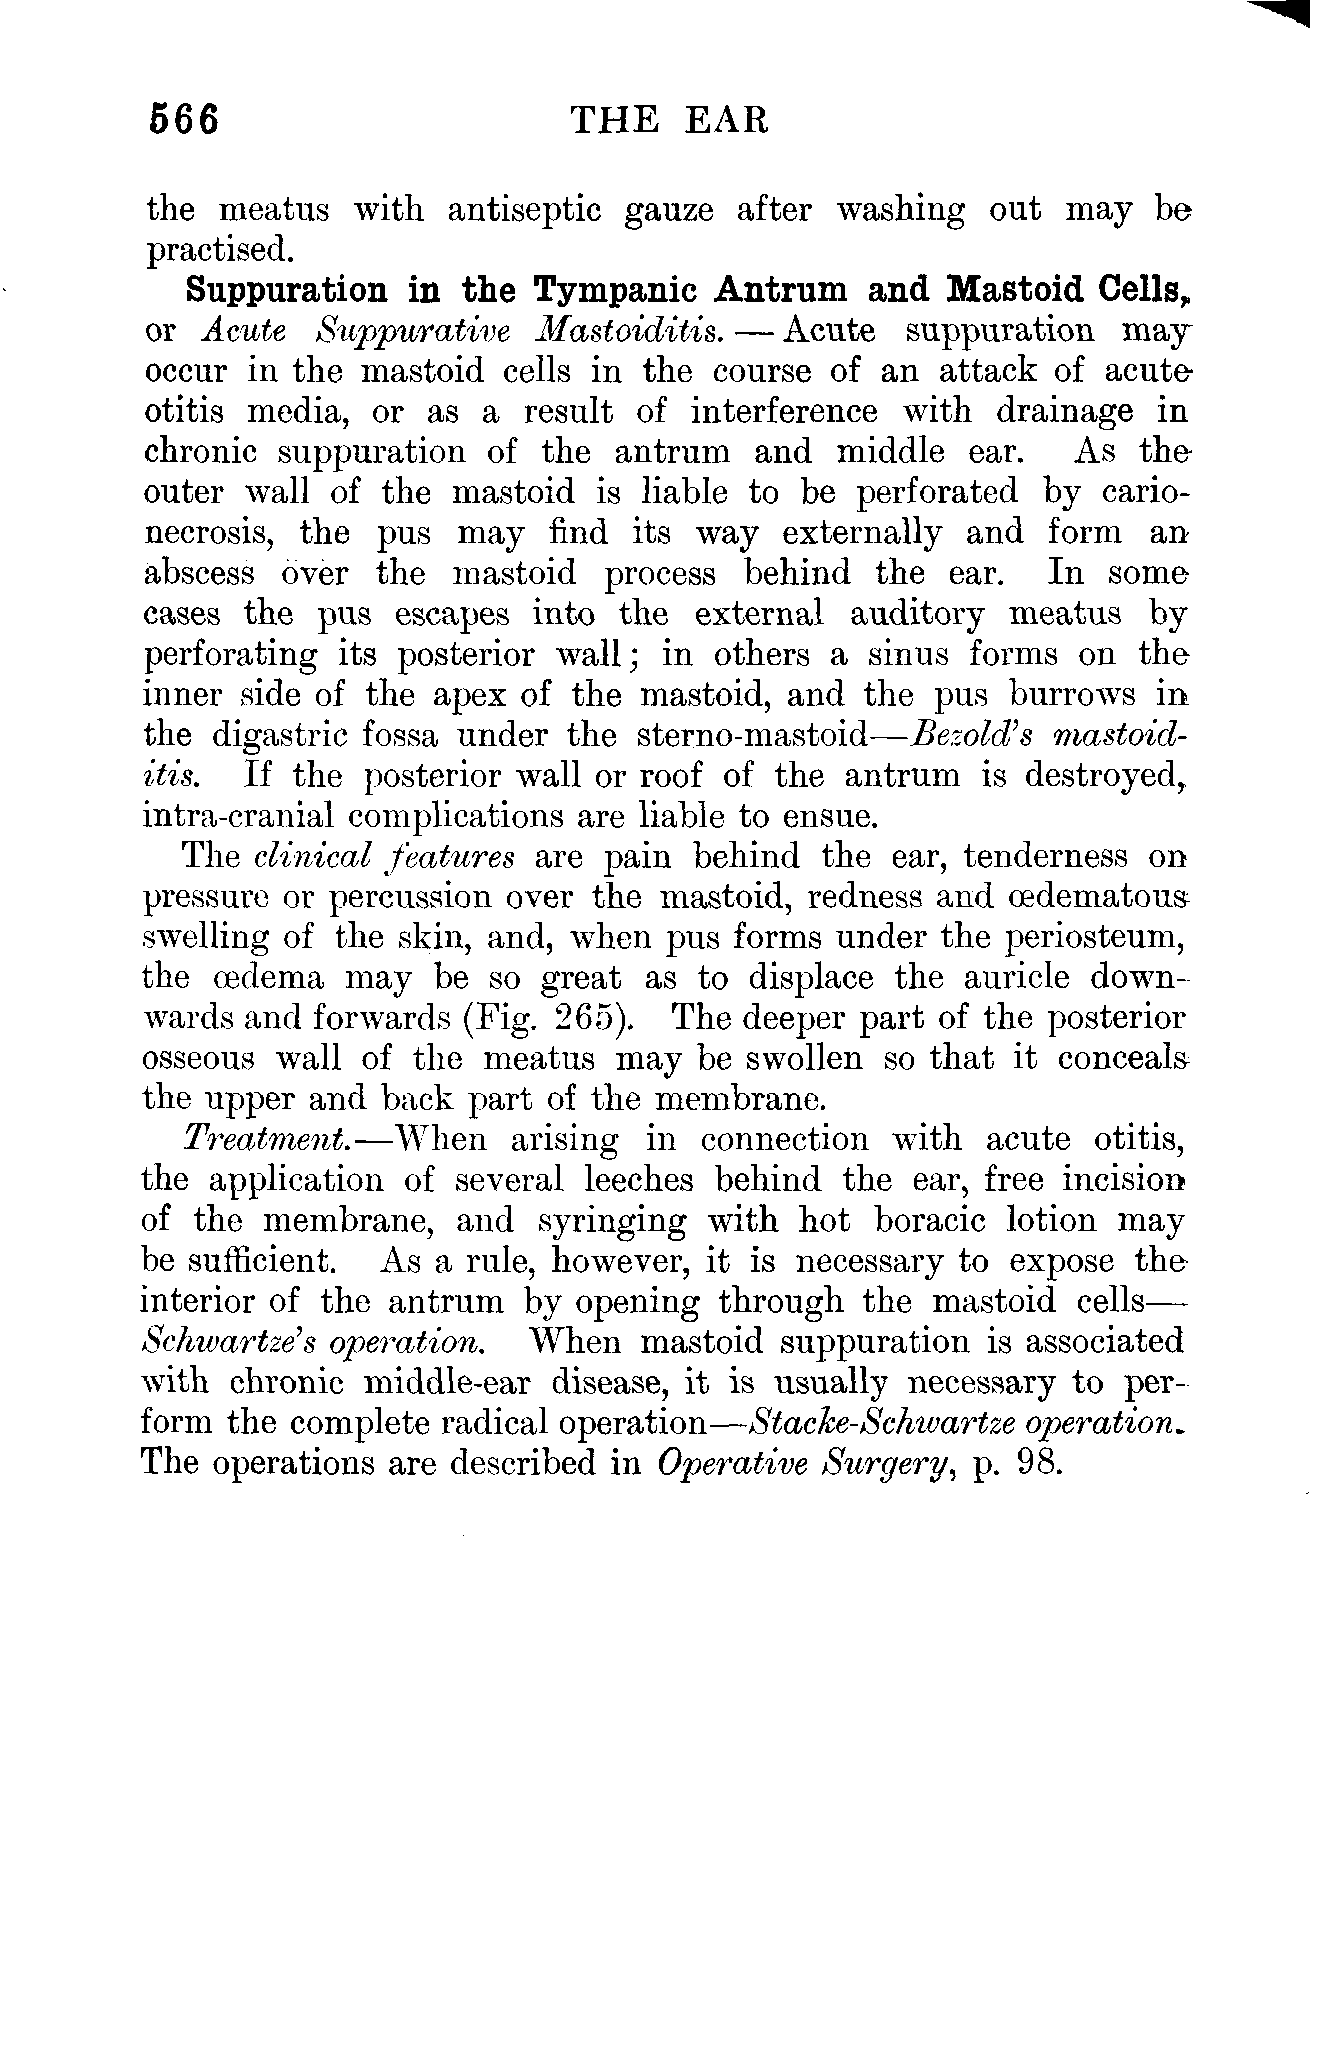 566 THE EAR
the meatus with antiseptic gauze after washing out may be
practised.
Suppuration in the Tympanic Antrum and Mastoid Cells,
or Acute Suppurative Mastoiditis. — Acute suppuration may
occur in the mastoid cells in the course of an attack of acute
otitis media, or as a result of interference with drainage in
chronic suppuration of the antrum and middle ear. As the
outer wall of the mastoid is liable to be perforated by cario-
necrosis, the pus may find its way externally and form an
abscess over the mastoid process behind the ear. In some
cases the pus escapes into the external auditory meatus by
perforating its posterior wall; in others a sinus forms on the
inner side of the apex of the mastoid, and the pus burrows in
the digastric fossa under the sterno-mastoid—Bezold's mastoid-
itis. If the posterior wall or roof of the antrum is destroyed,
intra-cranial complications are liable to ensue.
The clinical features are pain behind the ear, tenderness on
pressure or percussion over the mastoid, redness and œdematous
swelling of the skin, and, when pus forms under the periosteum,
the œdema may be so great as to displace the auricle down-
wards and forwards (Fig. 265). The deeper part of the posterior
osseous wall of the meatus may be swollen so that it conceals
the upper and back part of the membrane.
Treatment.—When arising in connection with acute otitis,
the application of several leeches behind the ear, free incision
of the membrane, and syringing with hot boracic lotion may
be sufficient. As a rule, however, it is necessary to expose the
interior of the antrum by opening through the mastoid cells—
Schwartze's operation. When mastoid suppuration is associated
with chronic middle-ear disease, it is usually necessary to per-
form the complete radical operation—Stacke-Schwartze operation.
The operations are described in Operative Surgery, p. 98.